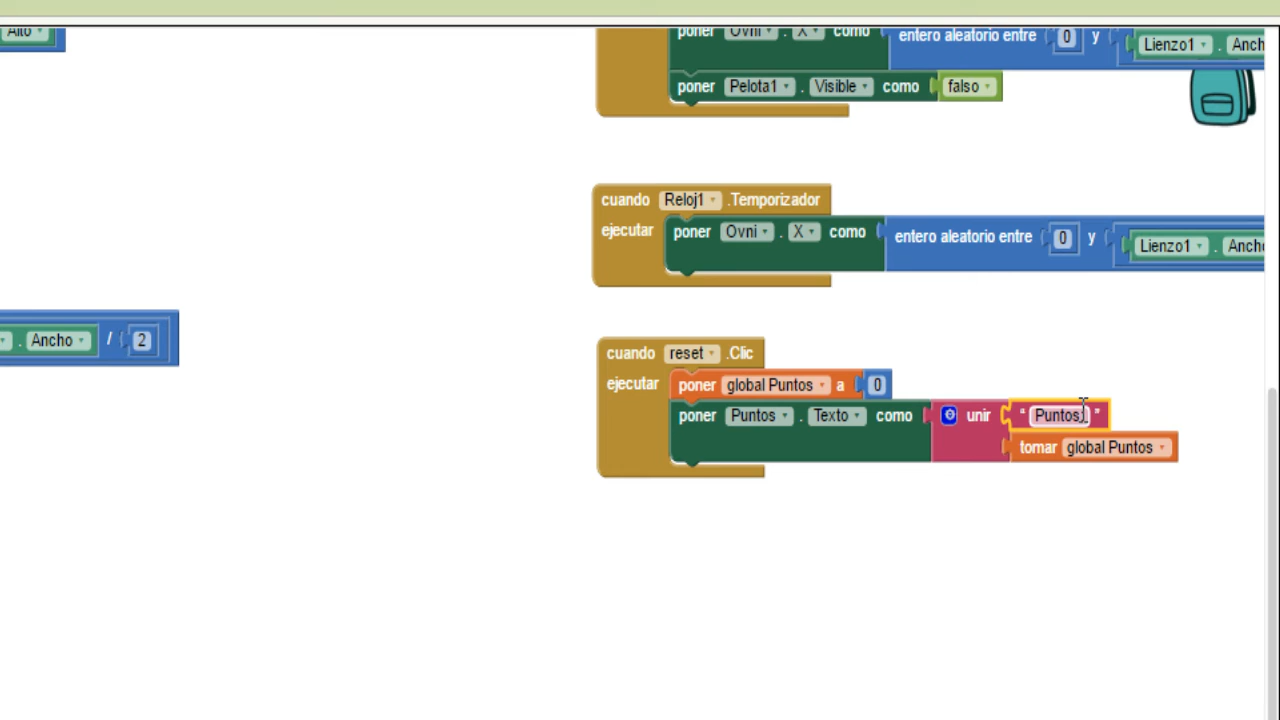 Alto
poner Ovni . X como entero aleatorio entre 0 y Lienzo1 . Anch
poner Pelota1 . Visible como falso
cuando Reloj1 .Temporizador
ejecutar poner Ovni . X como entero aleatorio entre 0 y Lienzo1 . Ancho
. Ancho / 2
cuando reset .Clic
ejecutar poner global Puntos a 0
poner Puntos . Texto como unir " Puntos: "
tomar global Puntos